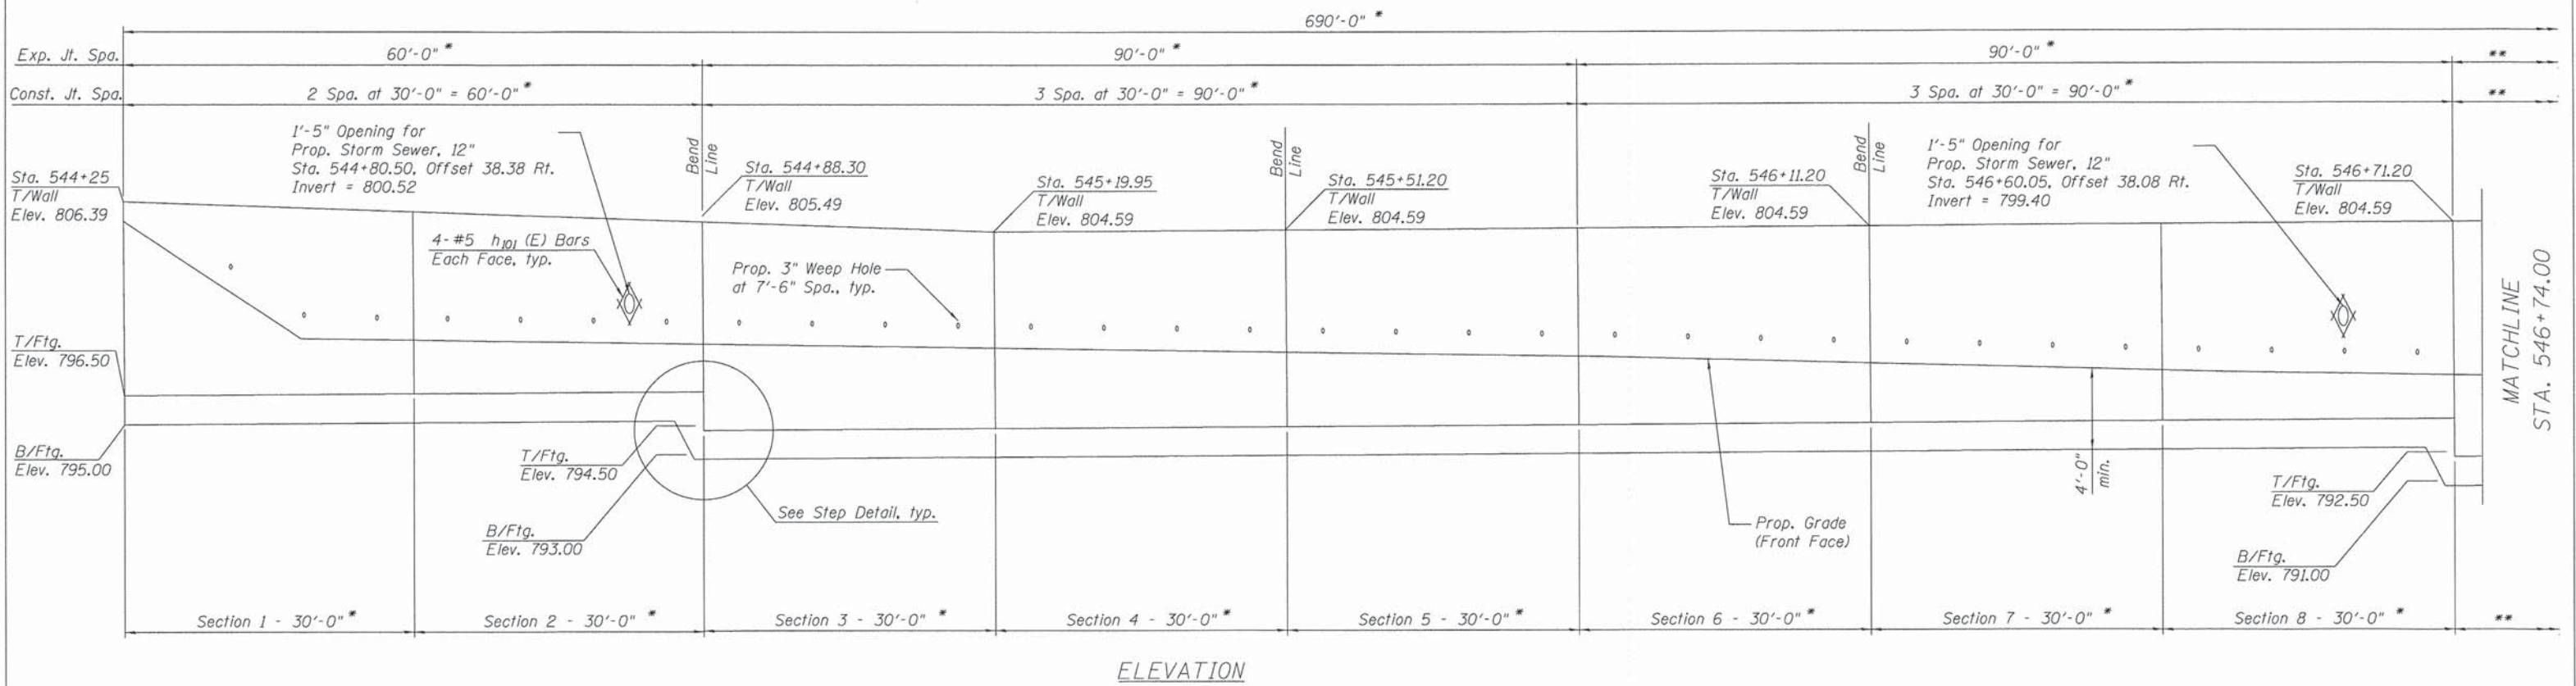 690'-0" *
Exp. Jt. Spa.
60'-0" *
90'-0" *
90'-0" *
**
Const. Jt. Spa.
2 Spa. at 30'-0" = 60'-0" *
3 Spa. at 30'-0" = 90'-0" *
3 Spa. at 30'-0" = 90'-0" *
**
1'-5" Opening for
Prop. Storm Sewer, 12"
Sta. 544+80.50, Offset 38.38 Rt.
Invert = 800.52
Bend
Line
Bend
Line
Bend
Line
1'-5" Opening for
Prop. Storm Sewer, 12"
Sta. 546+60.05, Offset 38.08 Rt.
Invert = 799.40
Sta. 544+25
T/Wall
Elev. 806.39
Sta. 544+88.30
T/Wall
Elev. 805.49
Sta. 545+19.95
T/Wall
Elev. 804.59
Sta. 545+51.20
T/Wall
Elev. 804.59
Sta. 546+11.20
T/Wall
Elev. 804.59
Sta. 546+71.20
T/Wall
Elev. 804.59
4-#5 h101 (E) Bars
Each Face, typ.
Prop. 3" Weep Hole
at 7'-6" Spa., typ.
MATCHLINE
STA. 546+74.00
T/Ftg.
Elev. 796.50
B/Ftg.
Elev. 795.00
T/Ftg.
Elev. 794.50
B/Ftg.
Elev. 793.00
See Step Detail, typ.
Prop. Grade
(Front Face)
4'-0"
min.
T/Ftg.
Elev. 792.50
B/Ftg.
Elev. 791.00
Section 1 - 30'-0" *
Section 2 - 30'-0" *
Section 3 - 30'-0" *
Section 4 - 30'-0" *
Section 5 - 30'-0" *
Section 6 - 30'-0" *
Section 7 - 30'-0" *
Section 8 - 30'-0" *
**
ELEVATION